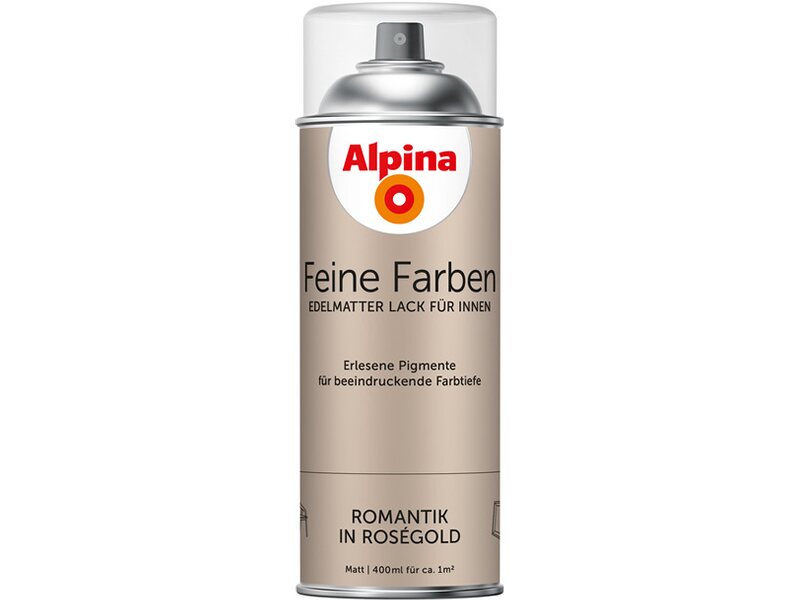 Alpina
Feine Farben
EDELMATTER LACK FÜR INNEN
Erlesene Pigmente
für beeindruckende Farbtiefe
ROMANTIK
IN ROSÉGOLD
Matt | 400ml für ca. 1m²